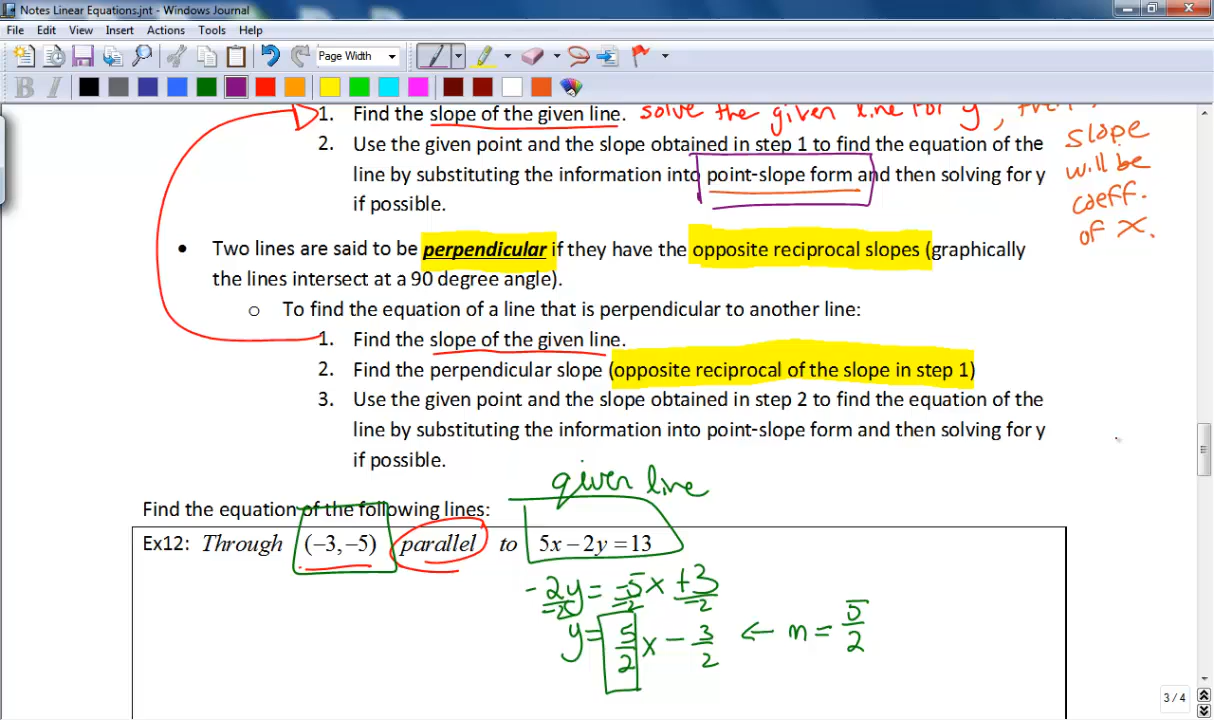 Notes Linear Equations.jnt - Windows Journal
File Edit View Insert Actions Tools Help
Page Width
B I
1. Find the slope of the given line. solve the given line for y, then,
2. Use the given point and the slope obtained in step 1 to find the equation of the
line by substituting the information into point-slope form and then solving for y
if possible.
slope
will be
coeff.
of x.
• Two lines are said to be perpendicular if they have the opposite reciprocal slopes (graphically
the lines intersect at a 90 degree angle).
o To find the equation of a line that is perpendicular to another line:
1. Find the slope of the given line.
2. Find the perpendicular slope (opposite reciprocal of the slope in step 1)
3. Use the given point and the slope obtained in step 2 to find the equation of the
line by substituting the information into point-slope form and then solving for y
if possible.
given line
Find the equation of the following lines:
Ex12: Through (−3,−5) parallel to 5x − 2y = 13
-2y/-2 = -5x/-2 +3/-2
y = 5/2 x − 3/2 ← m = 5/2
3 / 4